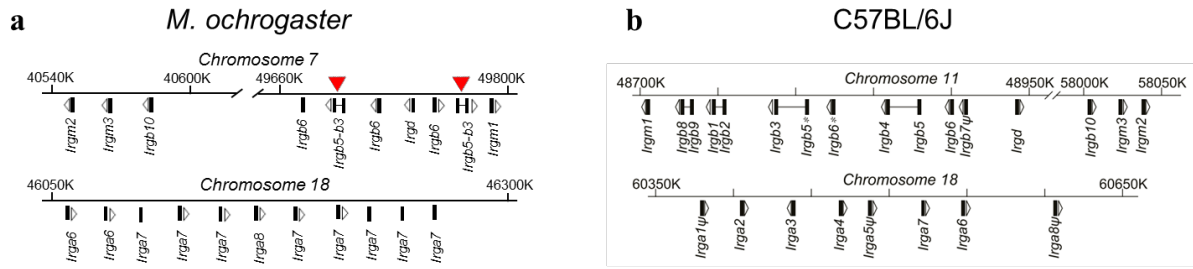 a
M. ochrogaster
Chromosome 7
40540K 40600K 49660K 49800K
Irgm2 Irgm3 Irgb10 Irgb6 Irgb5-b3 Irgb6 Irgd Irgb6 Irgb5-b3 Irgm1
46050K Chromosome 18 46300K
Irga6 Irga6 Irga7 Irga7 Irga7 Irga8 Irga7 Irga7 Irga7 Irga7 Irga7
b
C57BL/6J
48700K Chromosome 11 48950K 58000K 58050K
Irgm1 Irgb8 Irgb9 Irgb1 Irgb2 Irgb3 Irgb5* Irgb6* Irgb4 Irgb5 Irgb6 Irgb7ψ Irgd Irgb10 Irgm3 Irgm2
60350K Chromosome 18 60650K
Irga1ψ Irga2 Irga3 Irga4 Irga5ψ Irga7 Irga6 Irga8ψ